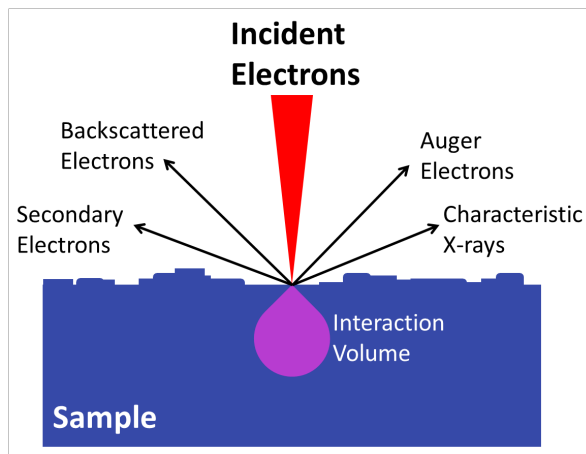 Incident
Electrons
Backscattered
Electrons
Auger
Electrons
Secondary
Electrons
Characteristic
X-rays
Interaction
Volume
Sample